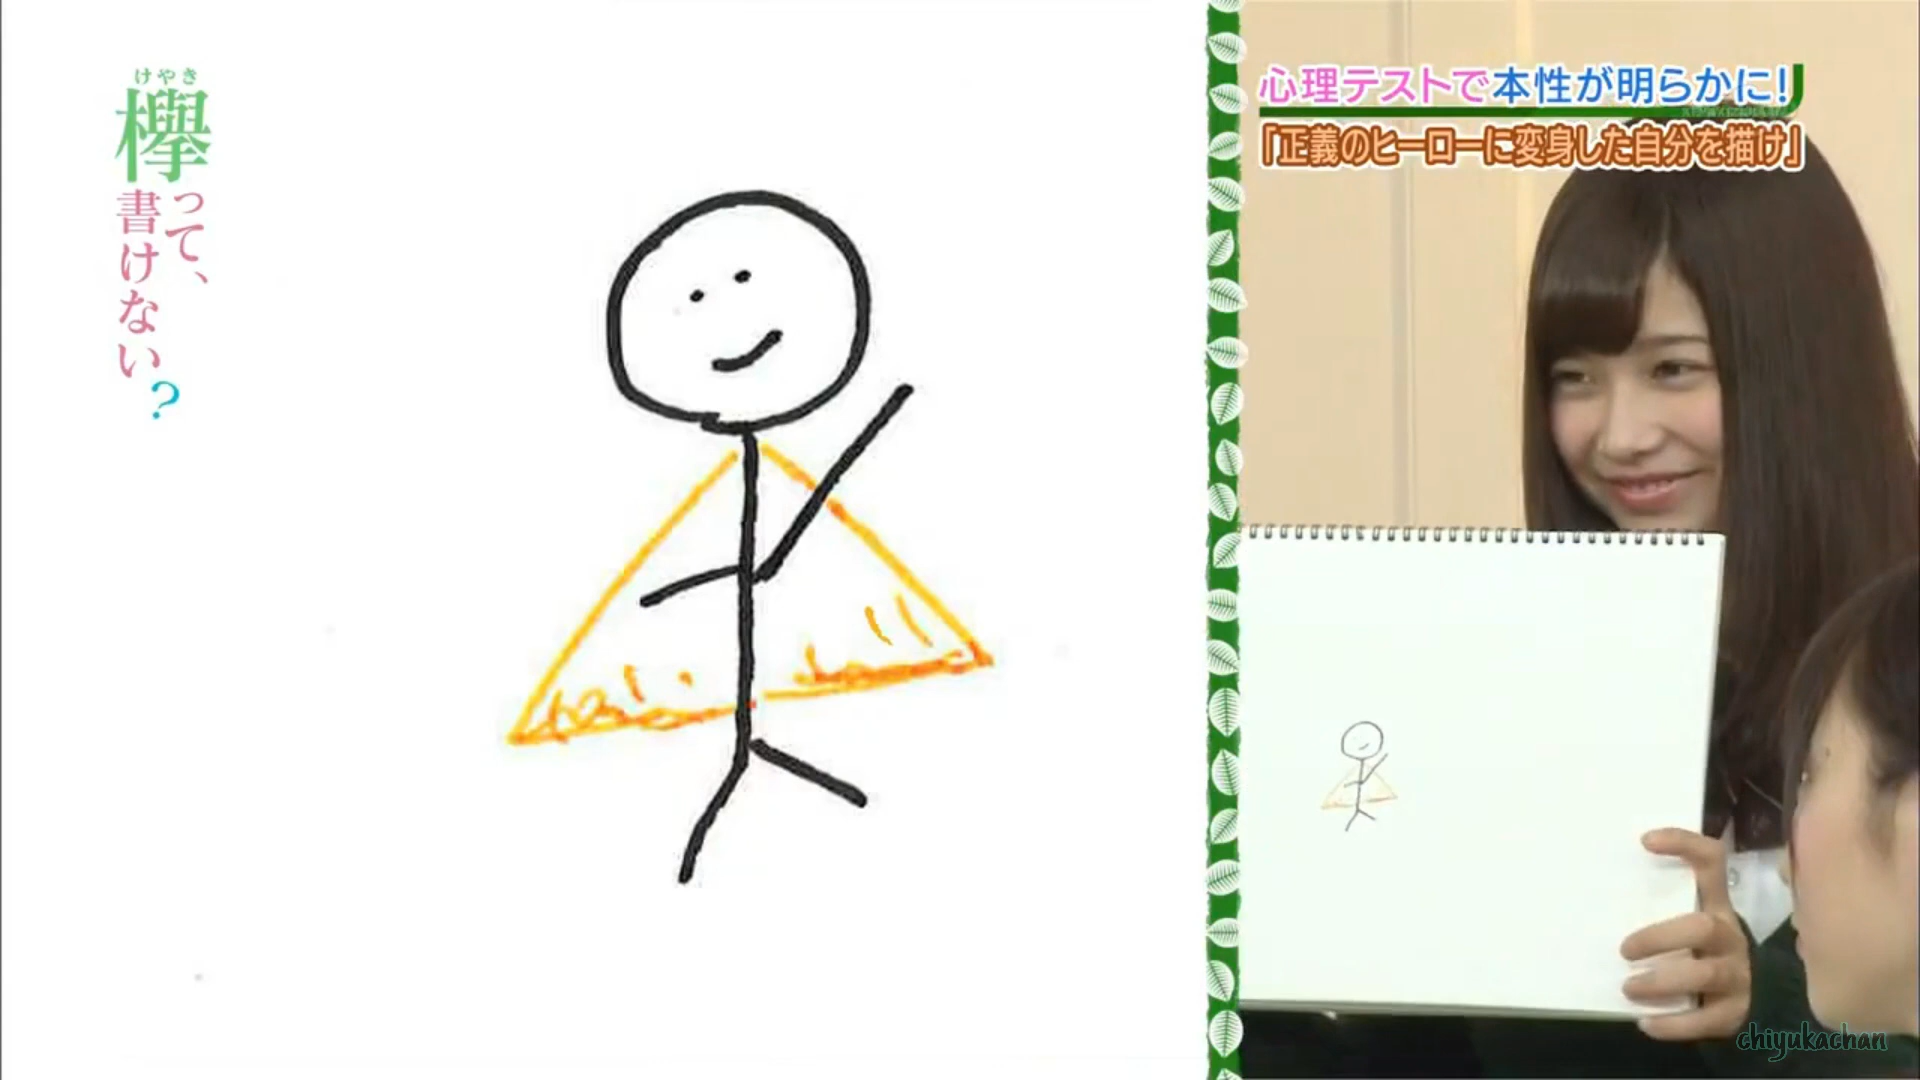 けやき
欅って、
書けない?
心理テストで本性が明らかに!
「正義のヒーローに変身した自分を描け」
chiyukachan